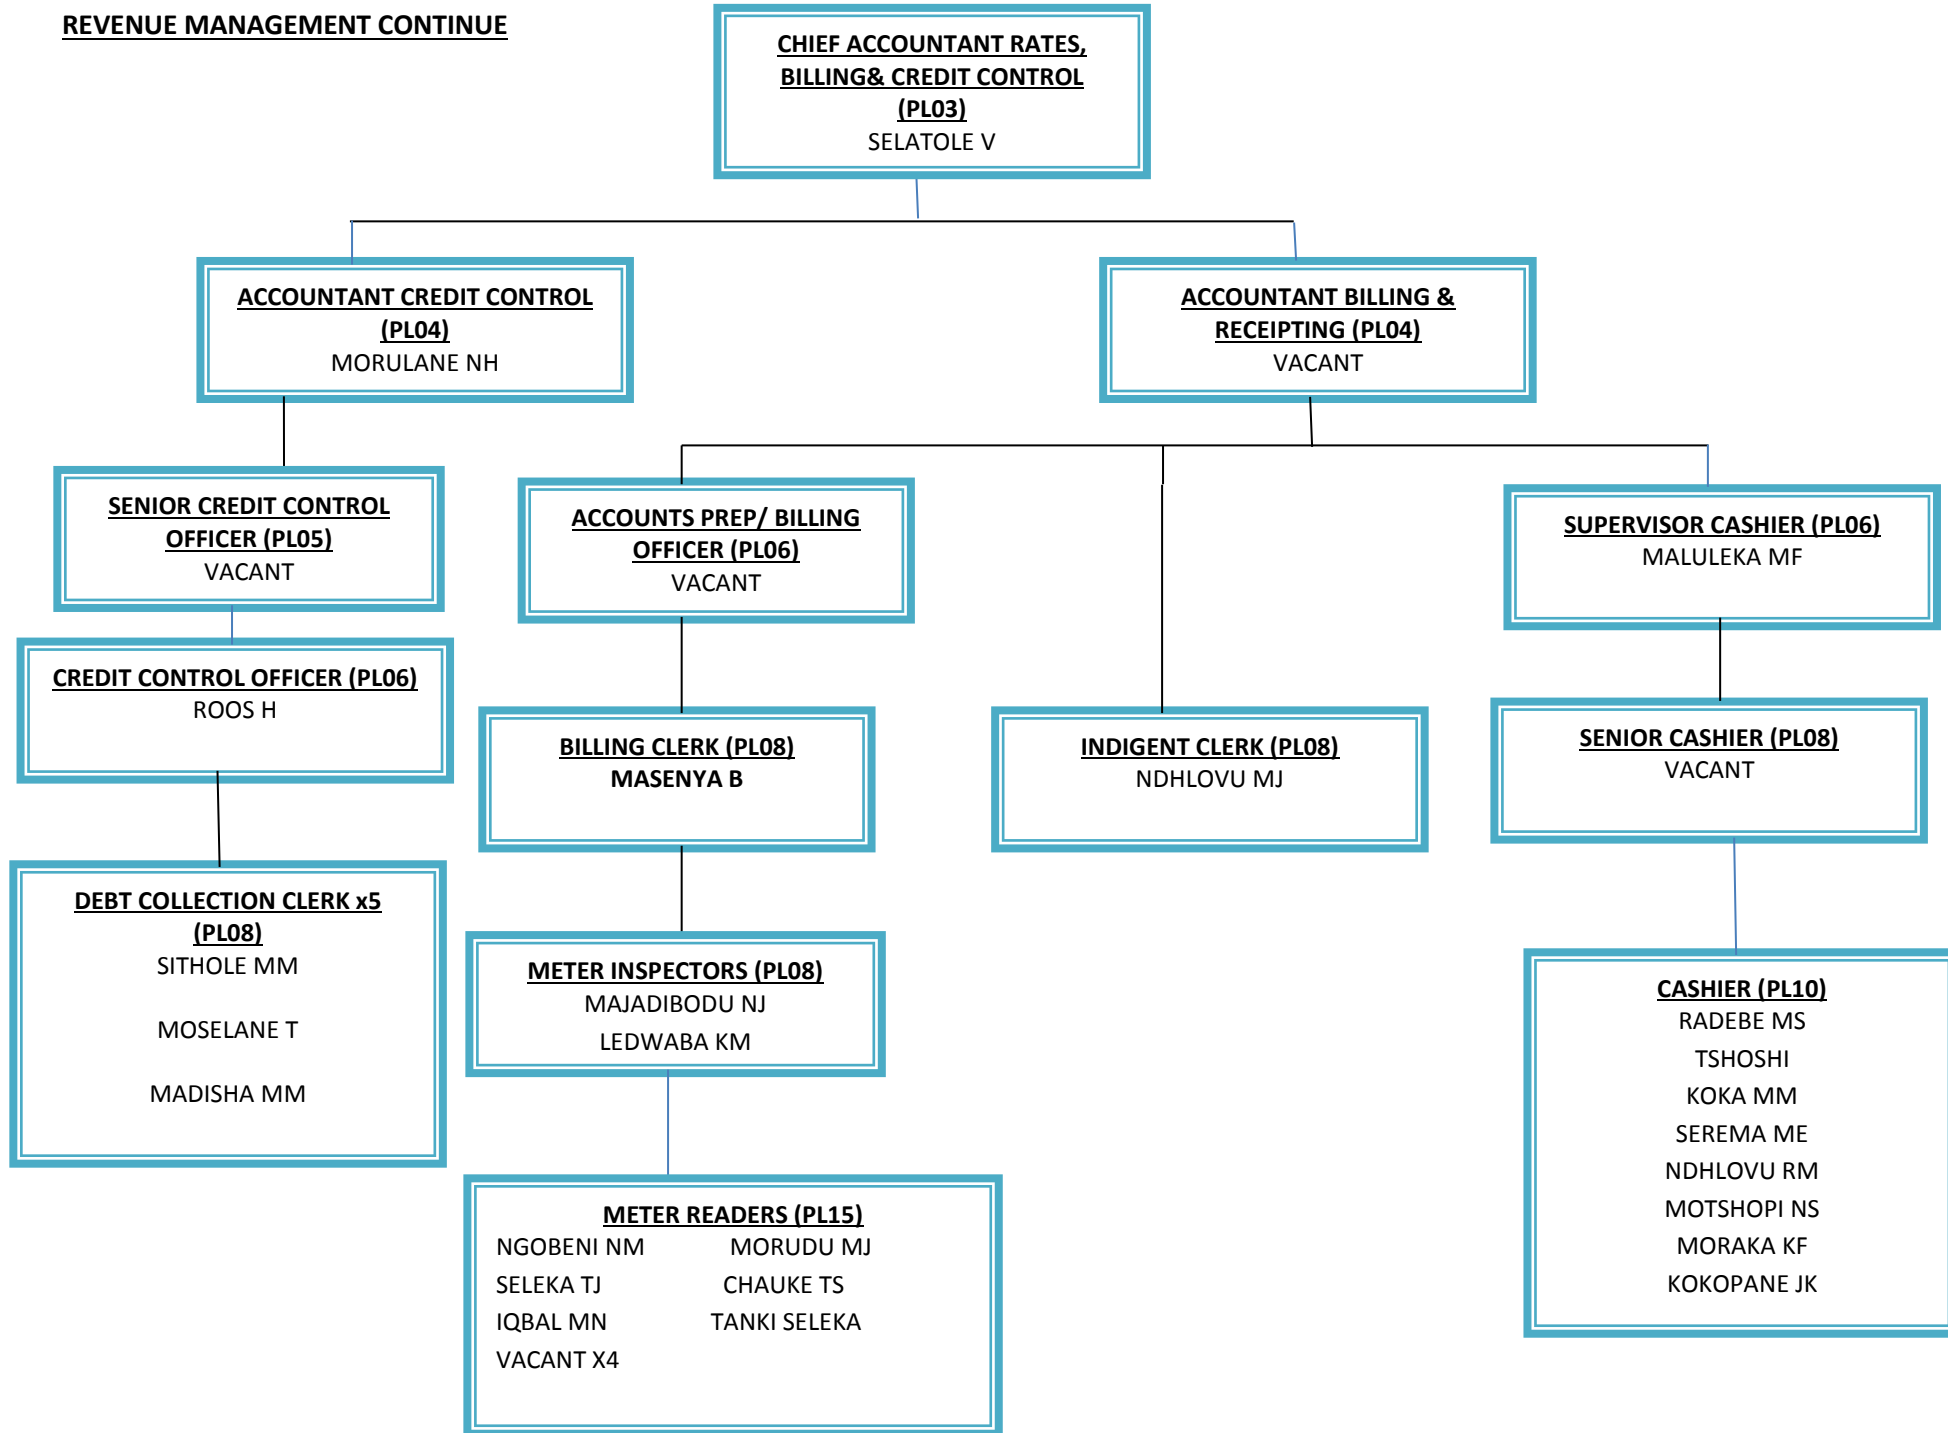 REVENUE MANAGEMENT CONTINUE
CHIEF ACCOUNTANT RATES,
BILLING& CREDIT CONTROL
(PL03)
SELATOLE V
ACCOUNTANT CREDIT CONTROL
(PL04)
MORULANE NH
ACCOUNTANT BILLING &
RECEIPTING (PL04)
VACANT
SENIOR CREDIT CONTROL
OFFICER (PL05)
VACANT
ACCOUNTS PREP/ BILLING
OFFICER (PL06)
VACANT
SUPERVISOR CASHIER (PL06)
MALULEKA MF
CREDIT CONTROL OFFICER (PL06)
ROOS H
BILLING CLERK (PL08)
MASENYA B
INDIGENT CLERK (PL08)
NDHLOVU MJ
SENIOR CASHIER (PL08)
VACANT
DEBT COLLECTION CLERK x5
(PL08)
SITHOLE MM
MOSELANE T
MADISHA MM
METER INSPECTORS (PL08)
MAJADIBODU NJ
LEDWABA KM
CASHIER (PL10)
RADEBE MS
TSHOSHI
KOKA MM
SEREMA ME
NDHLOVU RM
MOTSHOPI NS
MORAKA KF
KOKOPANE JK
METER READERS (PL15)
NGOBENI NM MORUDU MJ
SELEKA TJ CHAUKE TS
IQBAL MN TANKI SELEKA
VACANT X4